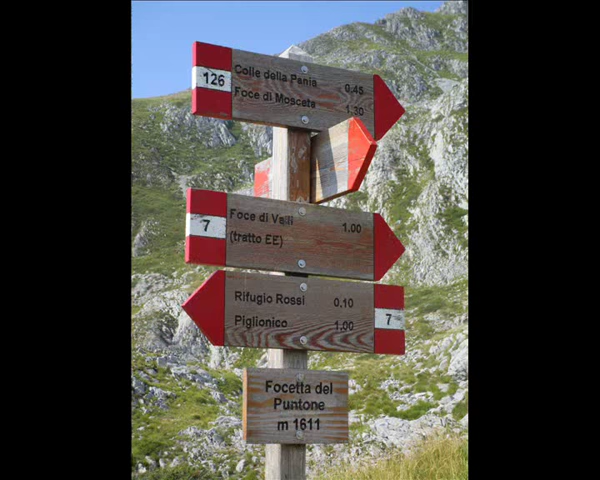 126 Colle della Pania 0.45
Foce di Moscata 1.30
7 Foce di Valli 1.00
(tratto EE)
Rifugio Rossi 0.10
Piglionico 1.00 7
Focetta del
Puntone
m 1611